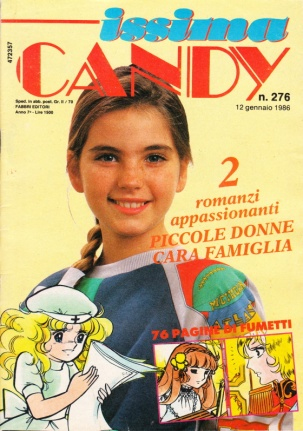 issima
CANDY
472357
Sped. in abb. post. Gr. II / 70
FABBRI EDITORI
Anno 7° - Lire 1500
n. 276
12 gennaio 1986
2
romanzi
appassionanti
PICCOLE DONNE
CARA FAMIGLIA
76 PAGINE DI FUMETTI